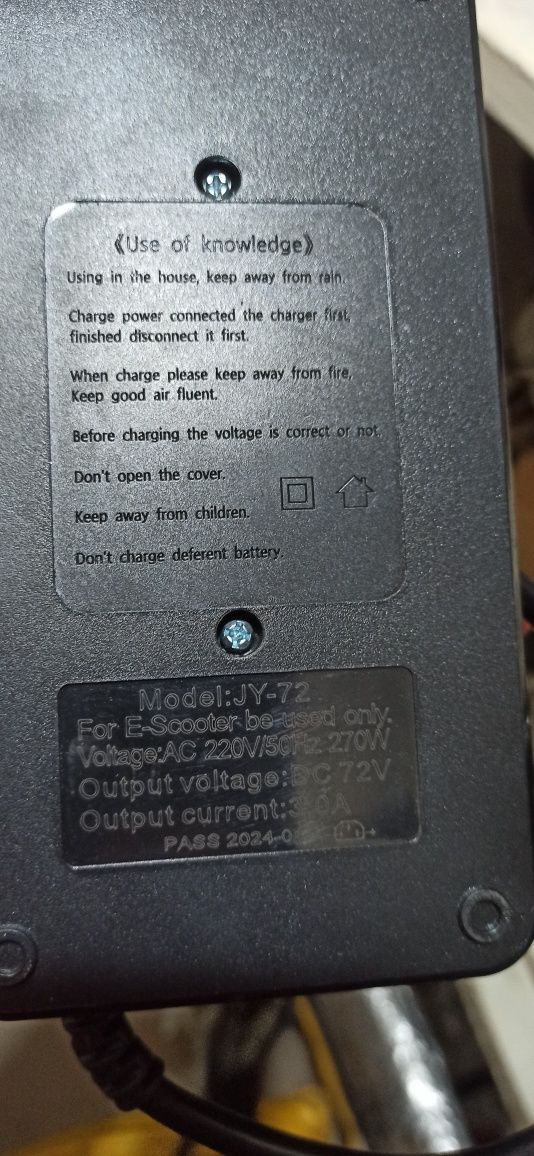 《Use of knowledge》
Using in the house, keep away from rain.
Charge power connected the charger first,
finished disconnect it first.
When charge please keep away from fire,
Keep good air fluent.
Before charging the voltage is correct or not.
Don't open the cover.
Keep away from children.
Don't charge deferent battery.
Model:JY-72
For E-Scooter be used only.
Voltage:AC 220V/50Hz 270W
Output voltage:DC 72V
Output current:3.0A
PASS